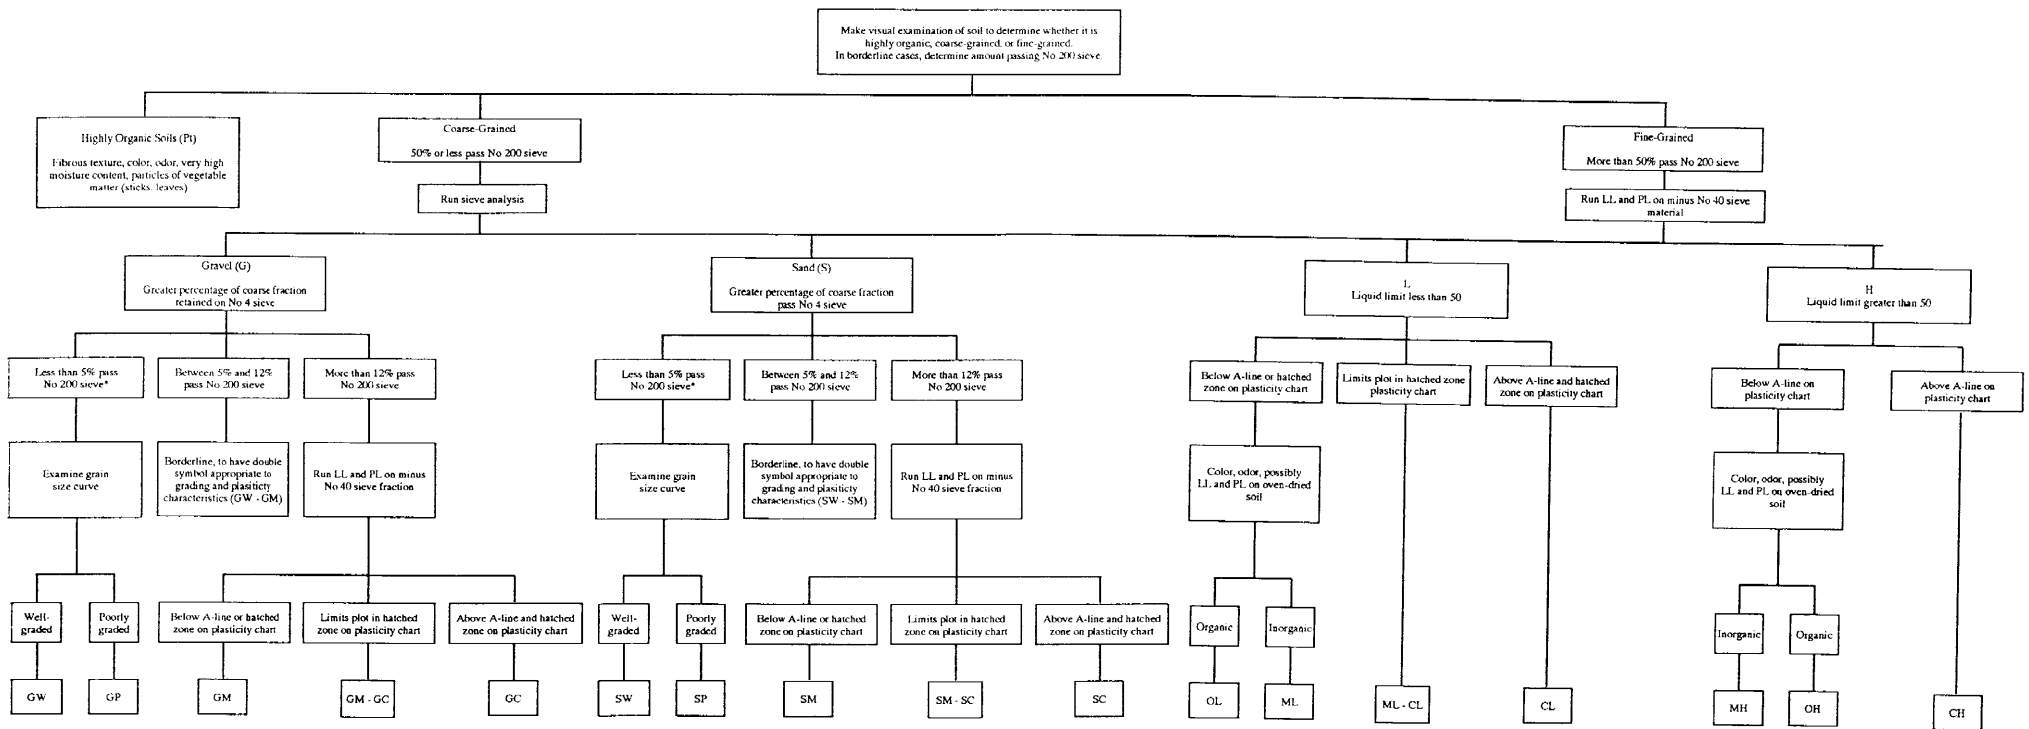 Make visual examination of soil to determine whether it is
highly organic, coarse-grained, or fine-grained.
In borderline cases, determine amount passing No 200 sieve.
Highly Organic Soils (Pt)
Fibrous texture, color, odor, very high
moisture content, particles of vegetable
matter (sticks, leaves)
Coarse-Grained
50% or less pass No 200 sieve
Fine-Grained
More than 50% pass No 200 sieve
Run sieve analysis
Run LL and PL on minus No 40 sieve
material
Gravel (G)
Greater percentage of coarse fraction
retained on No 4 sieve
Sand (S)
Greater percentage of coarse fraction
pass No 4 sieve
L
Liquid limit less than 50
H
Liquid limit greater than 50
Less than 5% pass
No 200 sieve*
Between 5% and 12%
pass No 200 sieve
More than 12% pass
No 200 sieve
Less than 5% pass
No 200 sieve*
Between 5% and 12%
pass No 200 sieve
More than 12% pass
No 200 sieve
Below A-line or hatched
zone on plasticity chart
Limits plot in hatched zone
plasticity chart
Above A-line and hatched
zone on plasticity chart
Below A-line on
plasticity chart
Above A-line on
plasticity chart
Examine grain
size curve
Borderline, to have double
symbol appropriate to
grading and plasiticty
characteristics (GW - GM)
Run LL and PL on minus
No 40 sieve fraction
Examine grain
size curve
Borderline, to have double
symbol appropriate to
grading and plasiticty
characteristics (SW - SM)
Run LL and PL on minus
No 40 sieve fraction
Color, odor, possibly
LL and PL on oven-dried
soil
Color, odor, possibly
LL and PL on oven-dried
soil
Well-
graded
Poorly
graded
Below A-line or hatched
zone on plasticity chart
Limits plot in hatched
zone on plasticity chart
Above A-line and hatched
zone on plasticity chart
Well-
graded
Poorly
graded
Below A-line or hatched
zone on plasticity chart
Limits plot in hatched
zone on plasticity chart
Above A-line and hatched
zone on plasticity chart
Organic
Inorganic
Inorganic
Organic
GW
GP
GM
GM - GC
GC
SW
SP
SM
SM - SC
SC
OL
ML
ML - CL
CL
MH
OH
CH